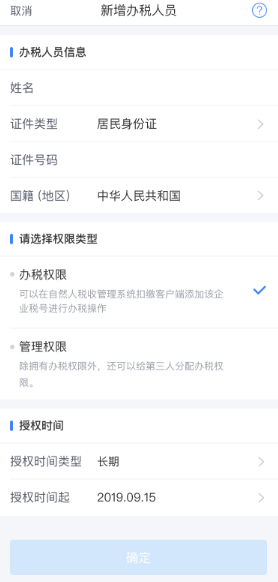 取消 新增办税人员 ?
办税人员信息
姓名
证件类型 居民身份证
证件号码
国籍 (地区) 中华人民共和国
请选择权限类型
办税权限
可以在自然人税收管理系统扣缴客户端添加该企
业税号进行办税操作
管理权限
除拥有办税权限外，还可以给第三人分配办税权
限。
授权时间
授权时间类型 长期
授权时间起 2019.09.15
确定